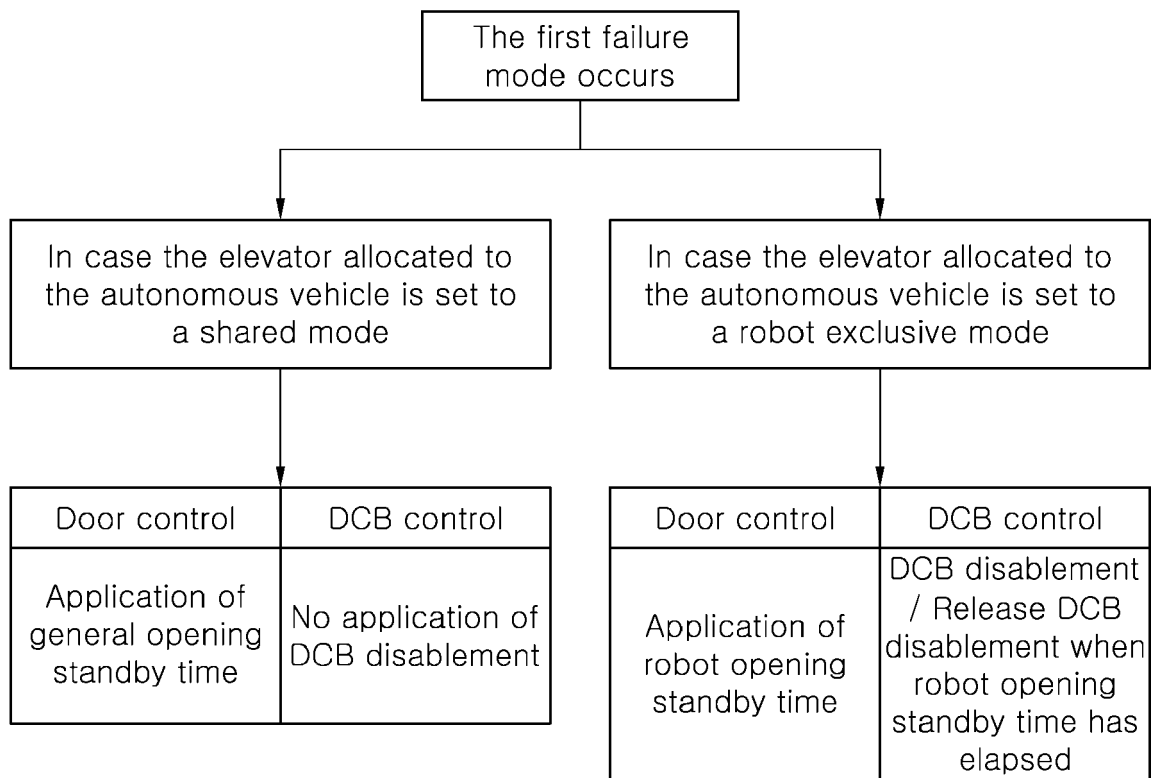 The first failure
mode occurs
In case the elevator allocated to
the autonomous vehicle is set to
a shared mode
In case the elevator allocated to
the autonomous vehicle is set to
a robot exclusive mode
Door control
DCB control
Application of
general opening
standby time
No application of
DCB disablement
Door control
DCB control
Application of
robot opening
standby time
DCB disablement
/ Release DCB
disablement when
robot opening
standby time has
elapsed